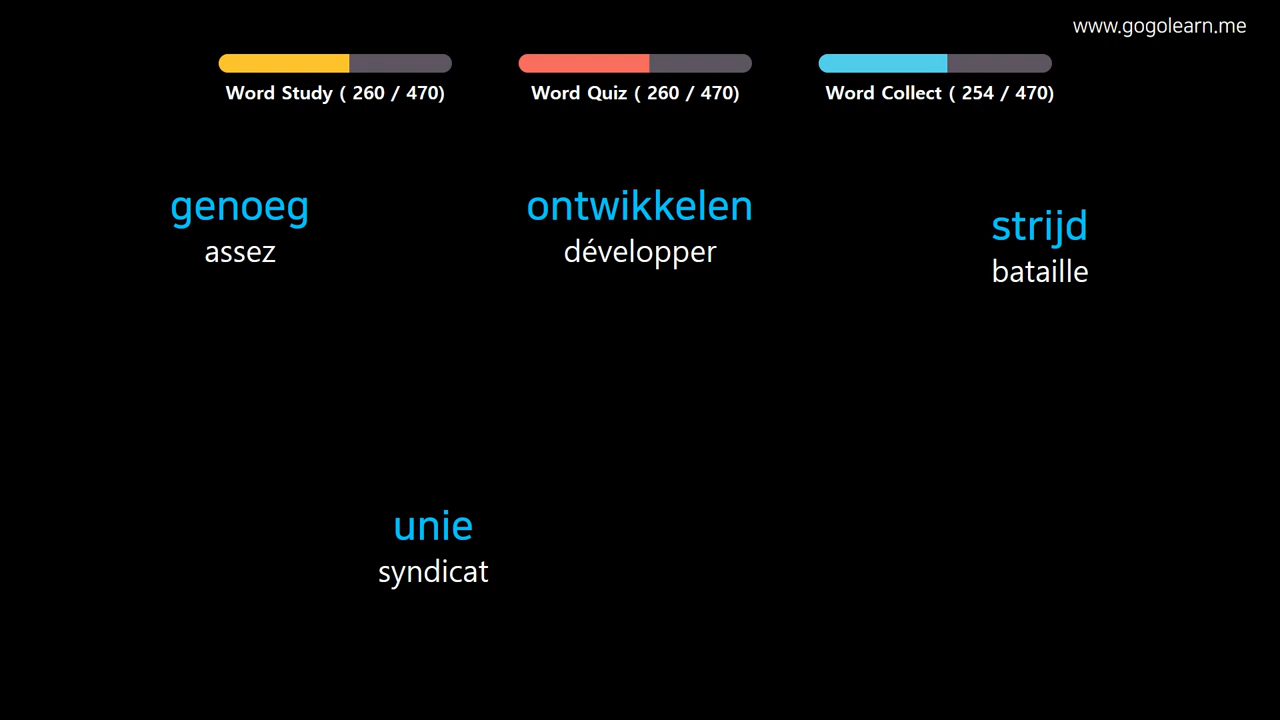 www.gogolearn.me
Word Study ( 260 / 470)
Word Quiz ( 260 / 470)
Word Collect ( 254 / 470)
genoeg
assez
ontwikkelen
développer
strijd
bataille
unie
syndicat